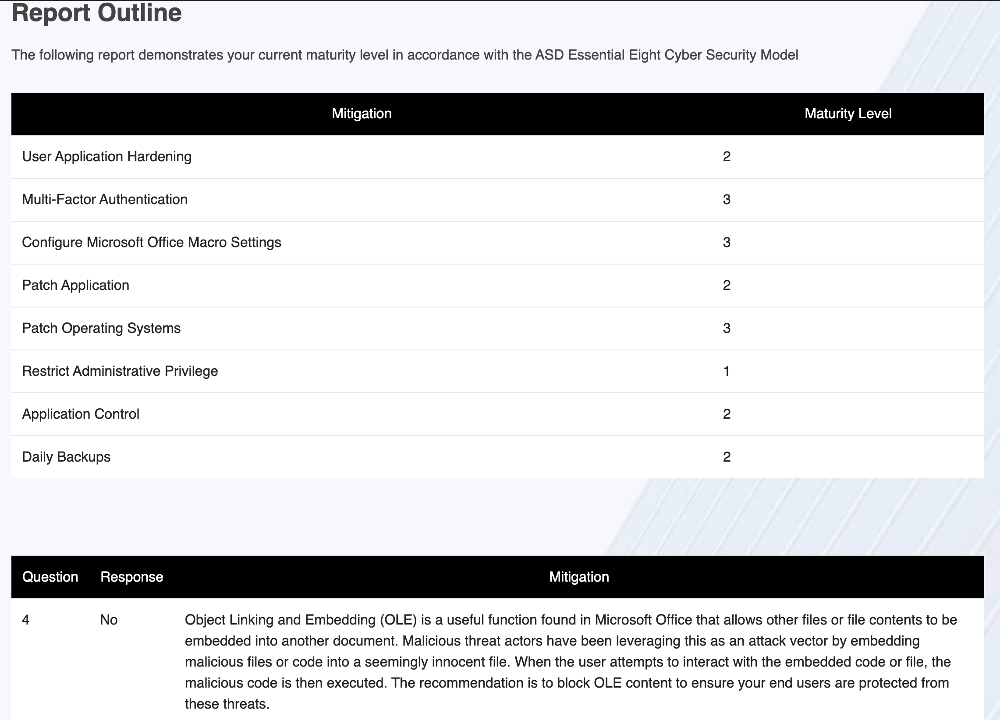 Report Outline
The following report demonstrates your current maturity level in accordance with the ASD Essential Eight Cyber Security Model
Mitigation Maturity Level
User Application Hardening 2
Multi-Factor Authentication 3
Configure Microsoft Office Macro Settings 3
Patch Application 2
Patch Operating Systems 3
Restrict Administrative Privilege 1
Application Control 2
Daily Backups 2
Question Response Mitigation
4 No Object Linking and Embedding (OLE) is a useful function found in Microsoft Office that allows other files or file contents to be
embedded into another document. Malicious threat actors have been leveraging this as an attack vector by embedding
malicious files or code into a seemingly innocent file. When the user attempts to interact with the embedded code or file, the
malicious code is then executed. The recommendation is to block OLE content to ensure your end users are protected from
these threats.